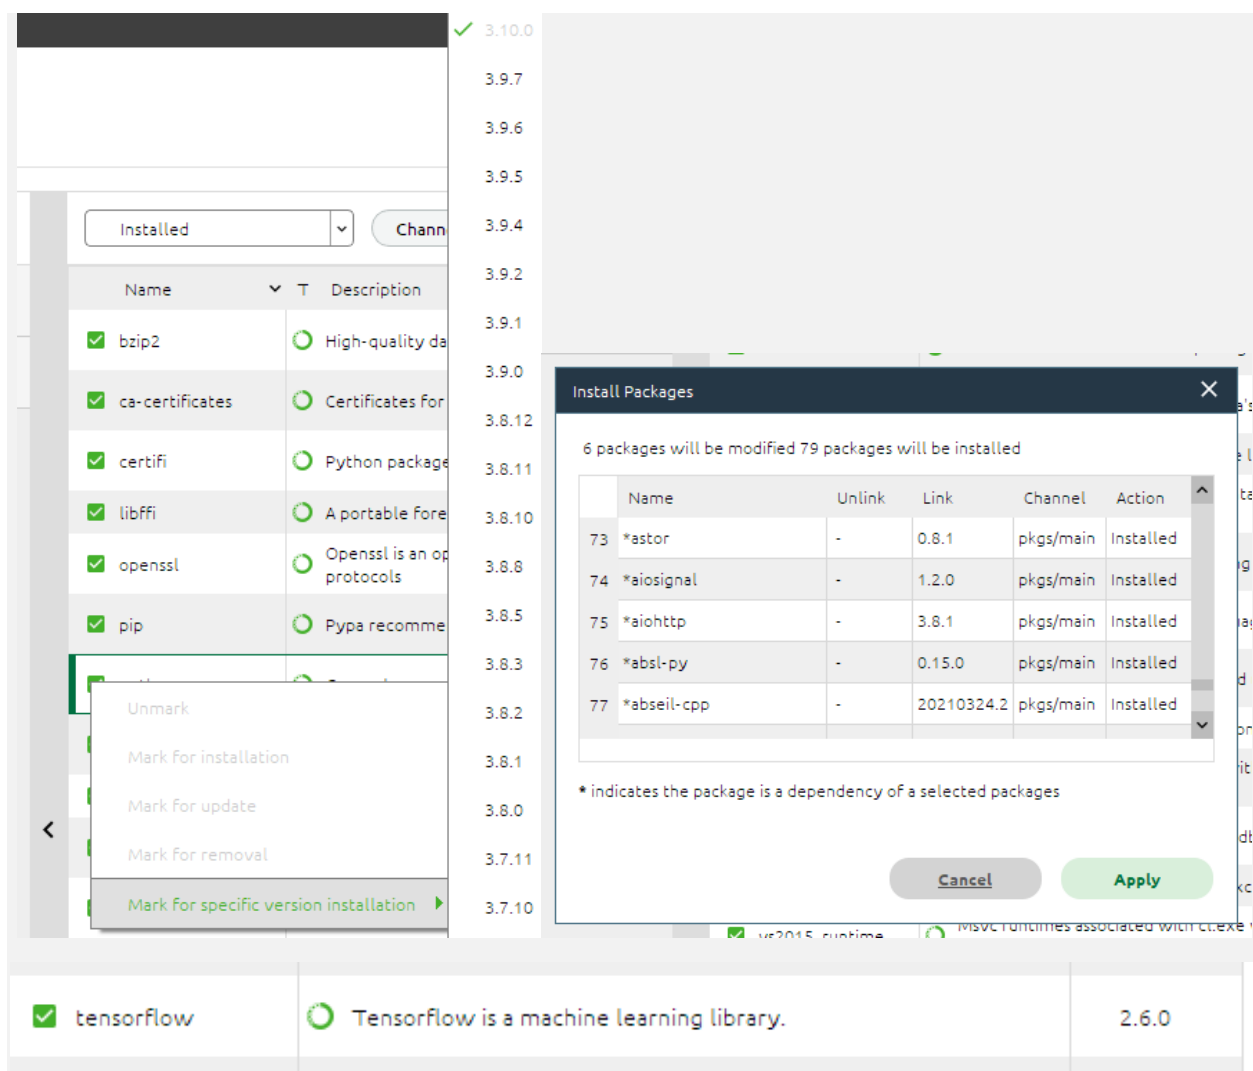 3.10.0
3.9.7
3.9.6
3.9.5
3.9.4
3.9.2
3.9.1
3.9.0
3.8.12
3.8.11
3.8.10
3.8.8
3.8.5
3.8.3
3.8.2
3.8.1
3.8.0
3.7.11
3.7.10
Installed
Chann
Name T Description
bzip2 High-quality da
ca-certificates Certificates for
certifi Python package
libffi A portable fore
openssl Openssl is an op
protocols
pip Pypa recomme
Unmark
Mark for installation
Mark for update
Mark for removal
Mark for specific version installation
Install Packages
6 packages will be modified 79 packages will be installed
Name Unlink Link Channel Action
73 *astor - 0.8.1 pkgs/main Installed
74 *aiosignal - 1.2.0 pkgs/main Installed
75 *aiohttp - 3.8.1 pkgs/main Installed
76 *absl-py - 0.15.0 pkgs/main Installed
77 *abseil-cpp - 20210324.2 pkgs/main Installed
* indicates the package is a dependency of a selected packages
Cancel Apply
vs2015_runtime Msvc runtimes associated with cl.exe
tensorflow Tensorflow is a machine learning library. 2.6.0